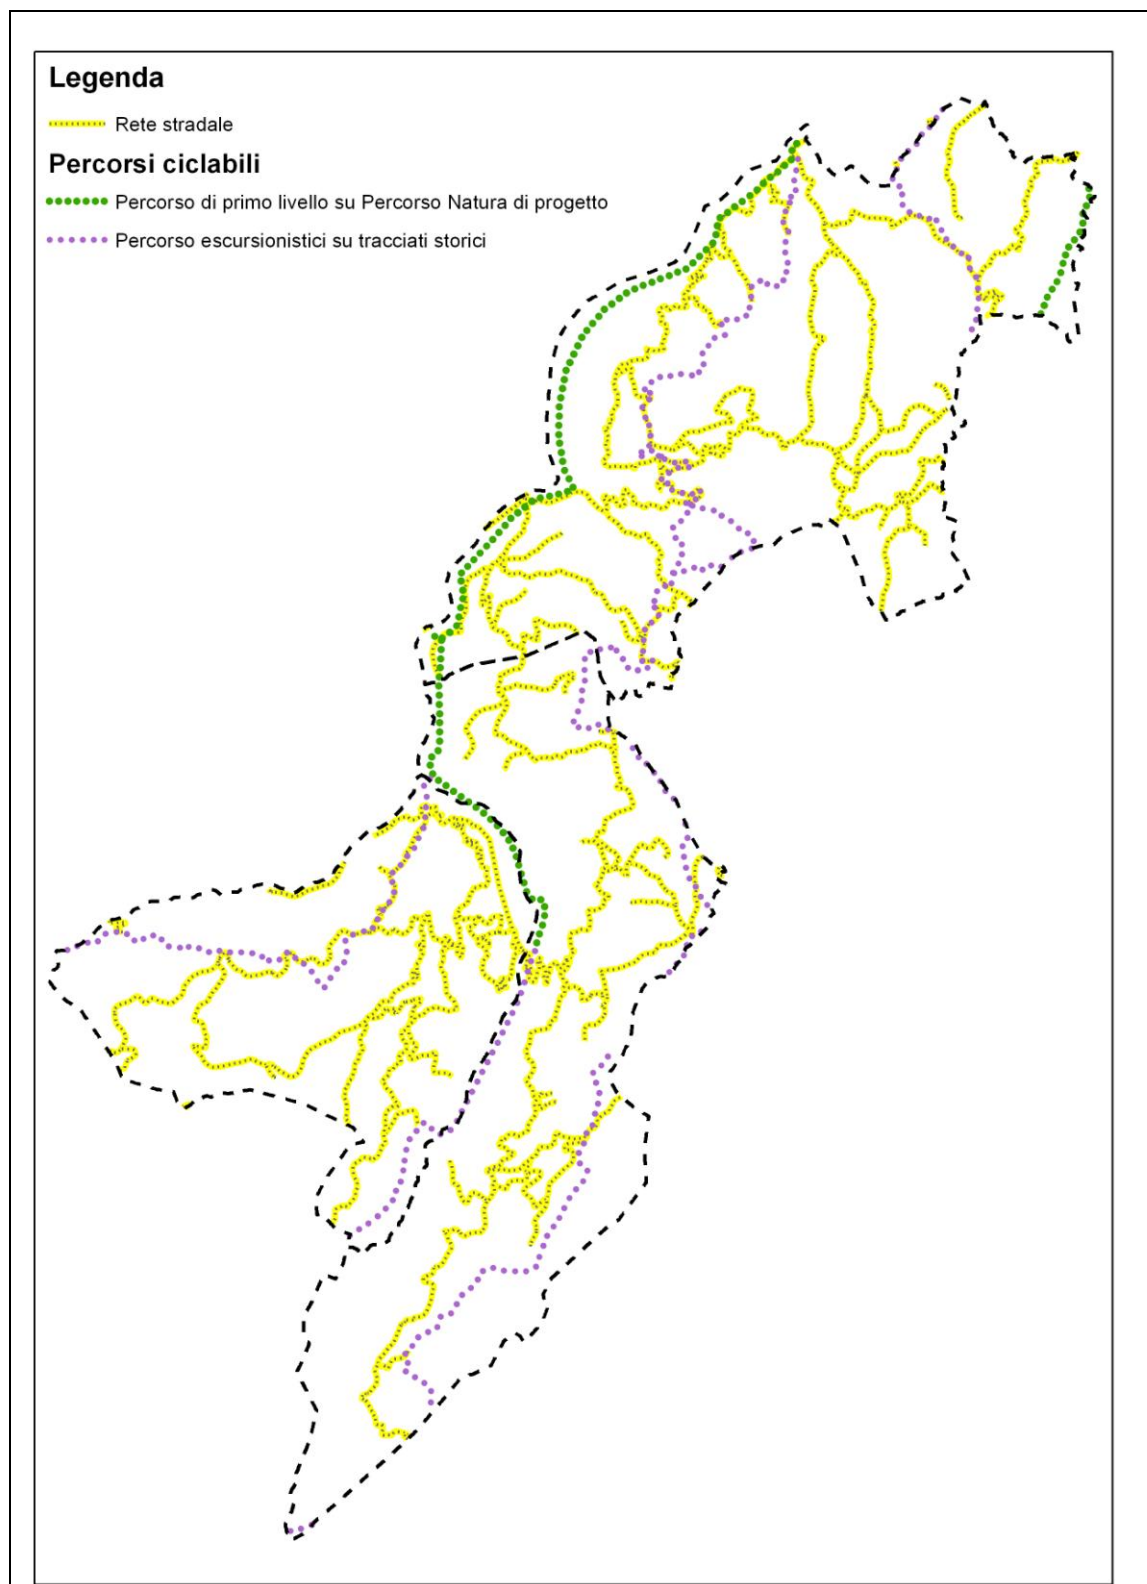 Legenda
Rete stradale
Percorsi ciclabili
Percorso di primo livello su Percorso Natura di progetto
Percorso escursionistici su tracciati storici